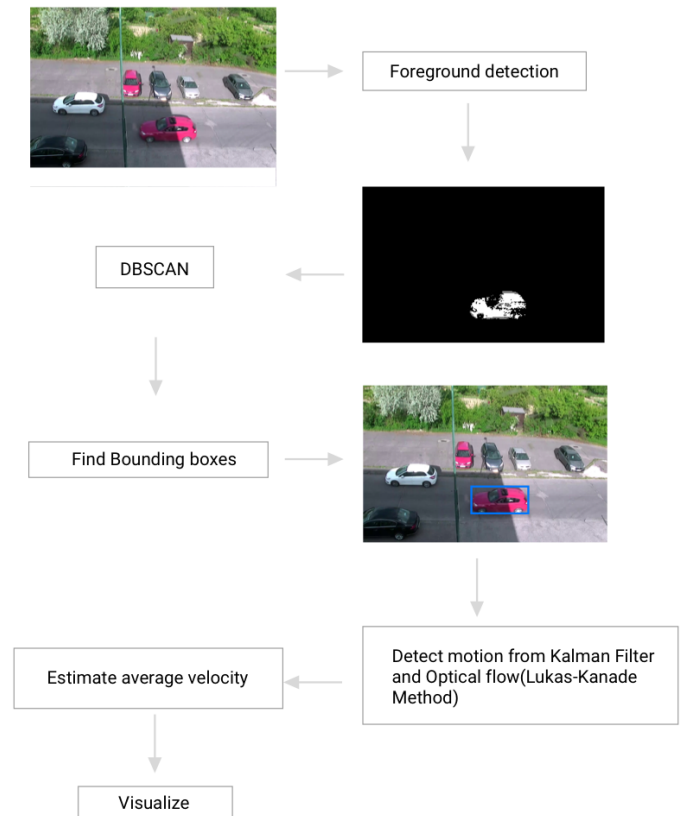 Foreground detection
DBSCAN
Find Bounding boxes
Detect motion from Kalman Filter
and Optical flow(Lukas-Kanade
Method)
Estimate average velocity
Visualize